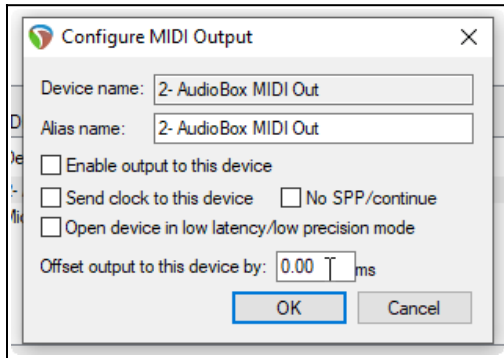 Configure MIDI Output
Device name: 2- AudioBox MIDI Out
Alias name: 2- AudioBox MIDI Out
Enable output to this device
Send clock to this device No SPP/continue
Open device in low latency/low precision mode
Offset output to this device by: 0.00 ms
OK Cancel